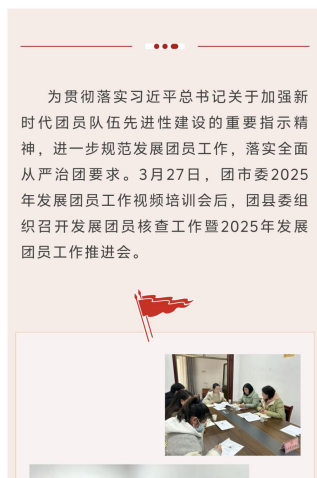 为贯彻落实习近平总书记关于加强新
时代团员队伍先进性建设的重要指示精
神，进一步规范发展团员工作，落实全面
从严治团要求。3月27日，团市委2025
年发展团员工作视频培训会后，团县委组
织召开发展团员核查工作暨2025年发展
团员工作推进会。